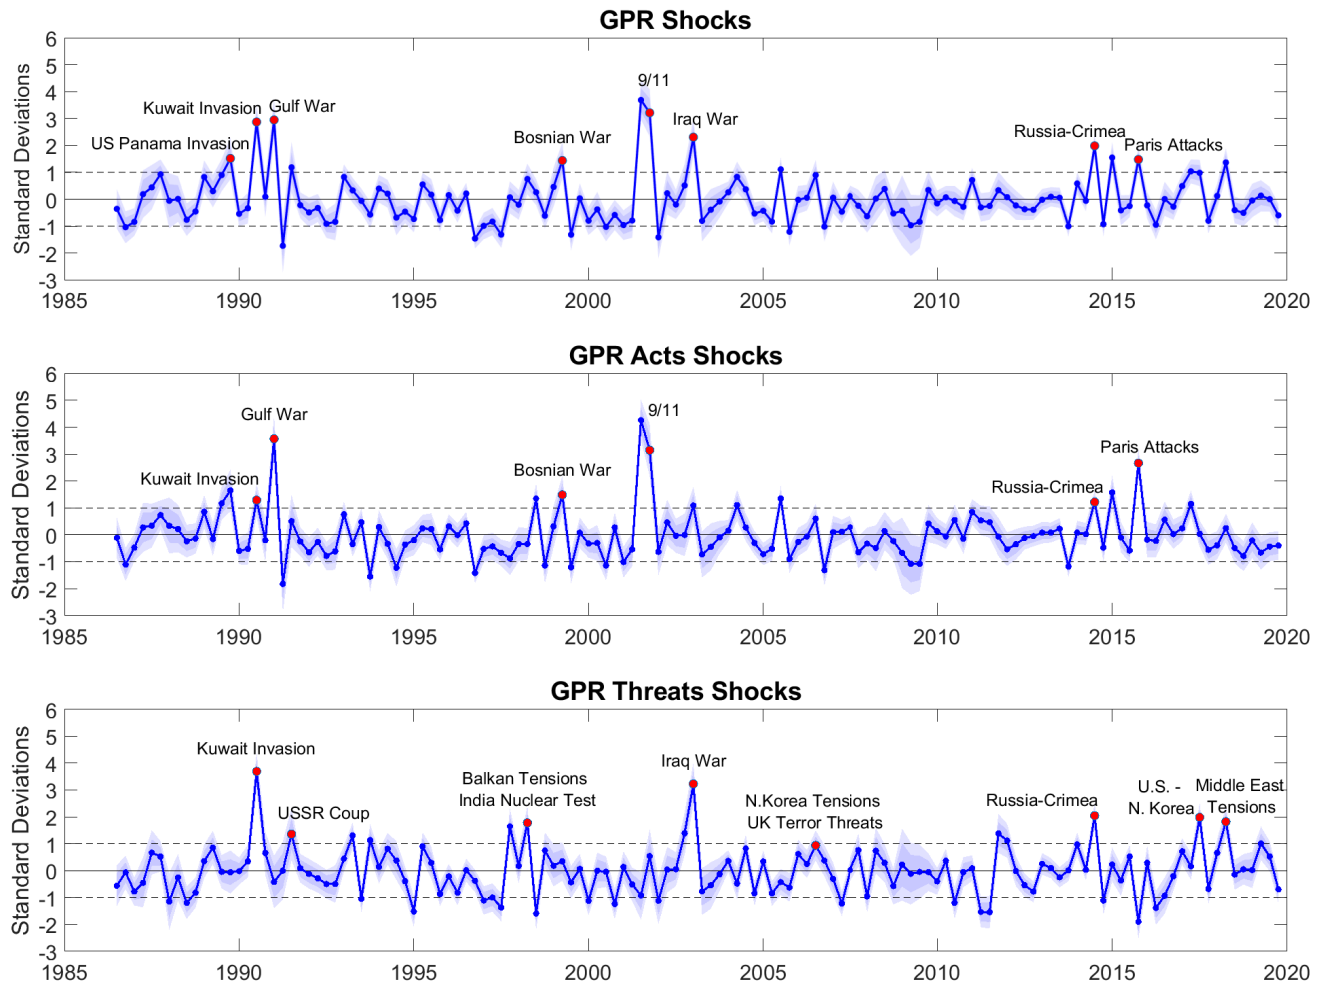 GPR Shocks
Standard Deviations
6
5
4
3
2
1
0
-1
-2
-3
US Panama Invasion
Kuwait Invasion
Gulf War
Bosnian War
9/11
Iraq War
Russia-Crimea
Paris Attacks
1985
1990
1995
2000
2005
2010
2015
2020
GPR Acts Shocks
Standard Deviations
6
5
4
3
2
1
0
-1
-2
-3
Kuwait Invasion
Gulf War
Bosnian War
9/11
Russia-Crimea
Paris Attacks
1985
1990
1995
2000
2005
2010
2015
2020
GPR Threats Shocks
Standard Deviations
6
5
4
3
2
1
0
-1
-2
-3
Kuwait Invasion
USSR Coup
Balkan Tensions
India Nuclear Test
Iraq War
N.Korea Tensions
UK Terror Threats
Russia-Crimea
U.S. -
N. Korea
Middle East
Tensions
1985
1990
1995
2000
2005
2010
2015
2020